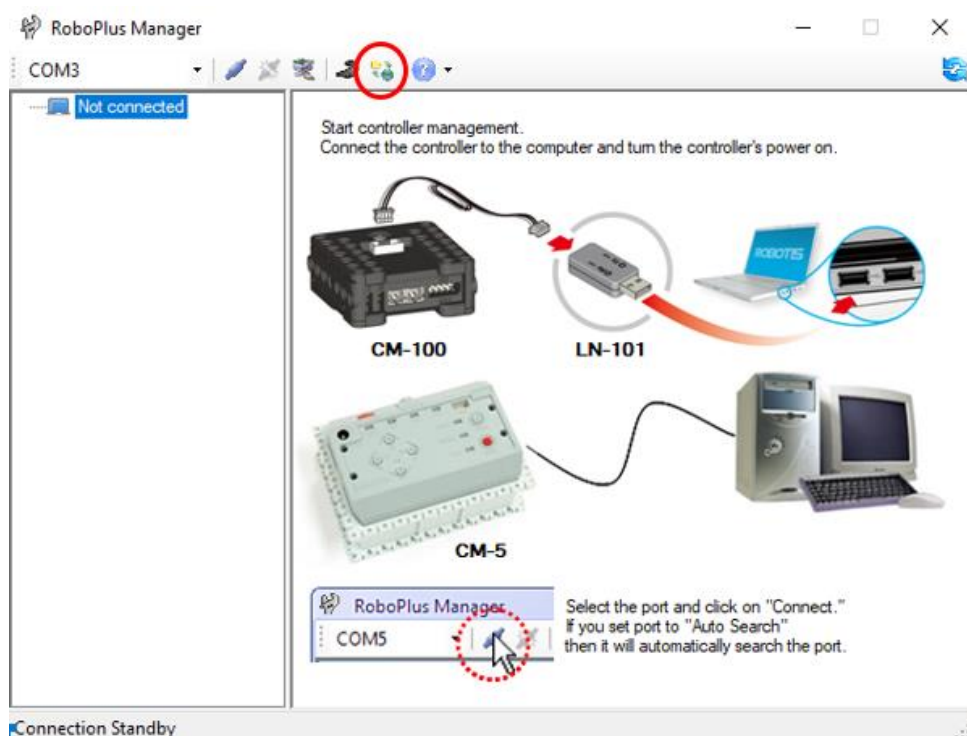 RoboPlus Manager
COM3
Not connected
Start controller management.
Connect the controller to the computer and turn the controller's power on.
ROBOTIS
CM-100
LN-101
CM-5
RoboPlus Manager
COM5
Select the port and click on "Connect."
If you set port to "Auto Search"
then it will automatically search the port.
Connection Standby